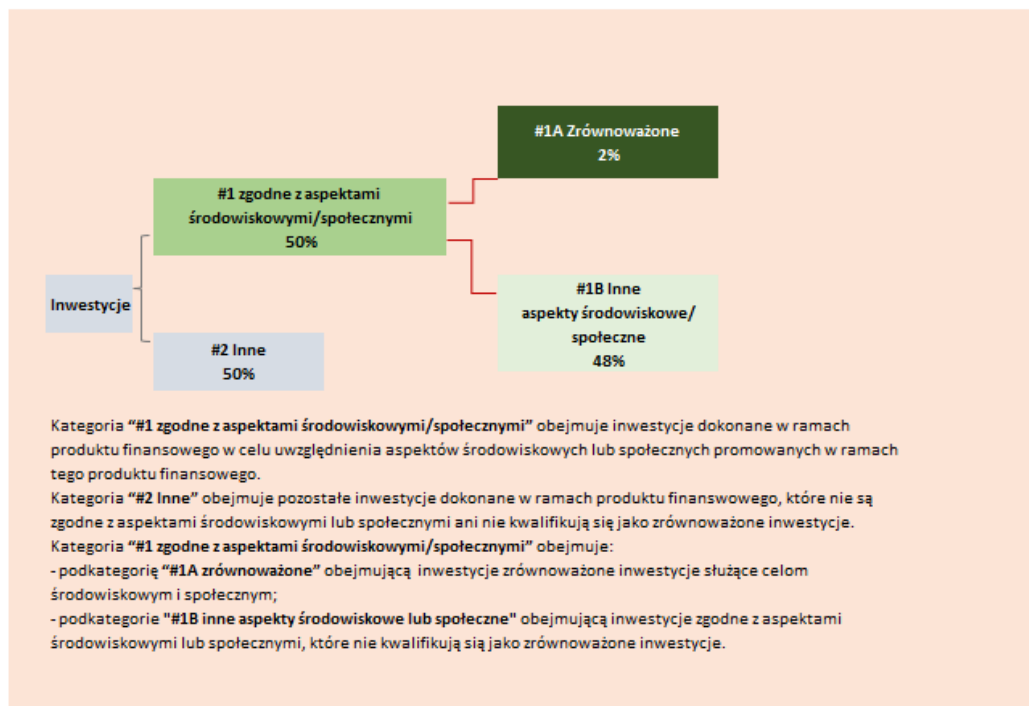 #1A Zrównoważone
2%
#1 zgodne z aspektami
środowiskowymi/społecznymi
50%
Inwestycje
#1B Inne
aspekty środowiskowe/
społeczne
48%
#2 Inne
50%
Kategoria “#1 zgodne z aspektami środowiskowymi/społecznymi” obejmuje inwestycje dokonane w ramach
produktu finansowego w celu uwzględnienia aspektów środowiskowych lub społecznych promowanych w ramach
tego produktu finansowego.
Kategoria “#2 Inne” obejmuje pozostałe inwestycje dokonane w ramach produktu finanswowego, które nie są
zgodne z aspektami środowiskowymi lub społecznymi ani nie kwalifikują się jako zrównoważone inwestycje.
Kategoria “#1 zgodne z aspektami środowiskowymi/społecznymi” obejmuje:
- podkategorię “#1A zrównoważone” obejmującą inwestycje zrównoważone inwestycje służące celom
środowiskowym i społecznym;
- podkategorie "#1B inne aspekty środowiskowe lub społeczne" obejmującą inwestycje zgodne z aspektami
środowiskowymi lub społecznymi, które nie kwalifikują sią jako zrównoważone inwestycje.